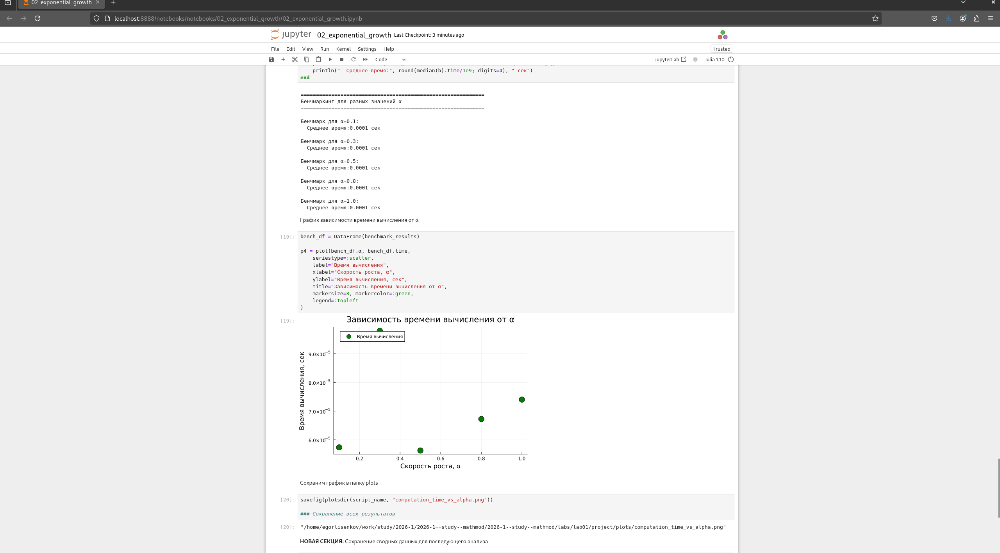 02_exponential_growth
localhost:8888/notebooks/notebooks/02_exponential_growth/02_exponential_growth.ipynb
jupyter 02_exponential_growth Last Checkpoint: 3 minutes ago
File Edit View Run Kernel Settings Help Trusted
Code JupyterLab Julia 1.10
println("  Среднее время:", round(median(b).time/1e9; digits=4), " сек")
end
============================================================
Бенчмаркинг для разных значений α
============================================================
Бенчмарк для α=0.1:
Среднее время:0.0001 сек
Бенчмарк для α=0.3:
Среднее время:0.0001 сек
Бенчмарк для α=0.5:
Среднее время:0.0001 сек
Бенчмарк для α=0.8:
Среднее время:0.0001 сек
Бенчмарк для α=1.0:
Среднее время:0.0001 сек
График зависимости времени вычисления от α
[19]: bench_df = DataFrame(benchmark_results)
p4 = plot(bench_df.α, bench_df.time,
seriestype=:scatter,
label="Время вычисления",
xlabel="Скорость роста, α",
ylabel="Время вычисления, сек",
title="Зависимость времени вычисления от α",
markersize=8, markercolor=:green,
legend=:topleft
)
[19]:
Зависимость времени вычисления от α
Время вычисления
Время вычисления, сек
9.0×10⁻⁵
8.0×10⁻⁵
7.0×10⁻⁵
6.0×10⁻⁵
0.2 0.4 0.6 0.8 1.0
Скорость роста, α
Сохраним график в папку plots
[20]: savefig(plotsdir(script_name, "computation_time_vs_alpha.png"))
### Сохранение всех результатов
[20]: "/home/egorlisenkov/work/study/2026-1/2026-1==study--mathmod/2026-1--study--mathmod/labs/lab01/project/plots/computation_time_vs_alpha.png"
НОВАЯ СЕКЦИЯ: Сохранение сводных данных для последующего анализа